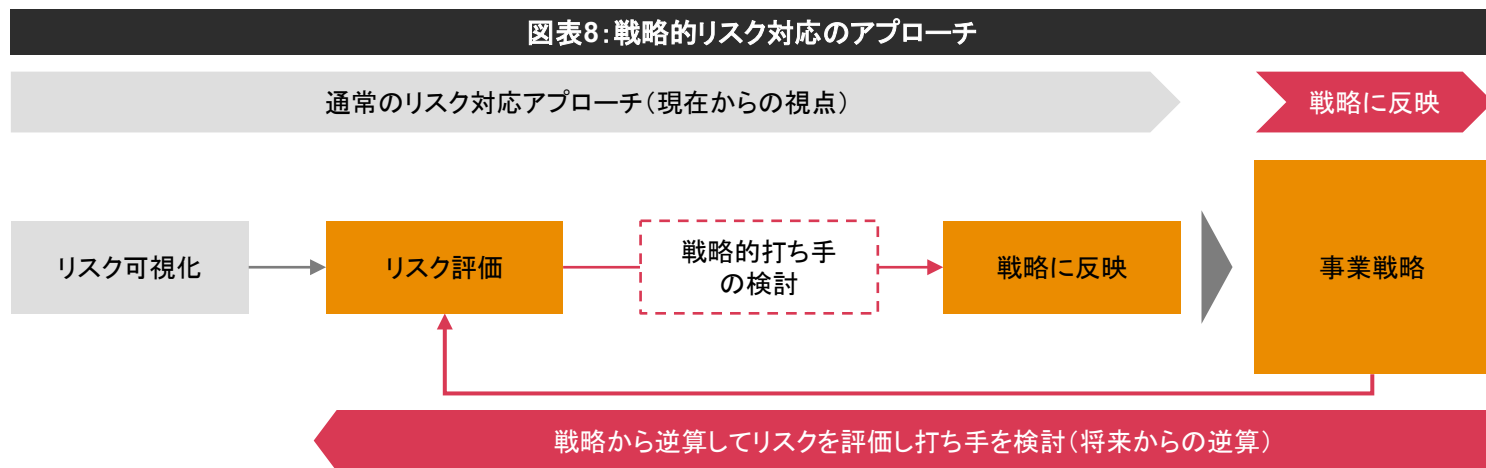 図表8：戦略的リスク対応のアプローチ
通常のリスク対応アプローチ（現在からの視点）
戦略に反映
リスク可視化
リスク評価
戦略的打ち手
の検討
戦略に反映
事業戦略
戦略から逆算してリスクを評価し打ち手を検討（将来からの逆算）